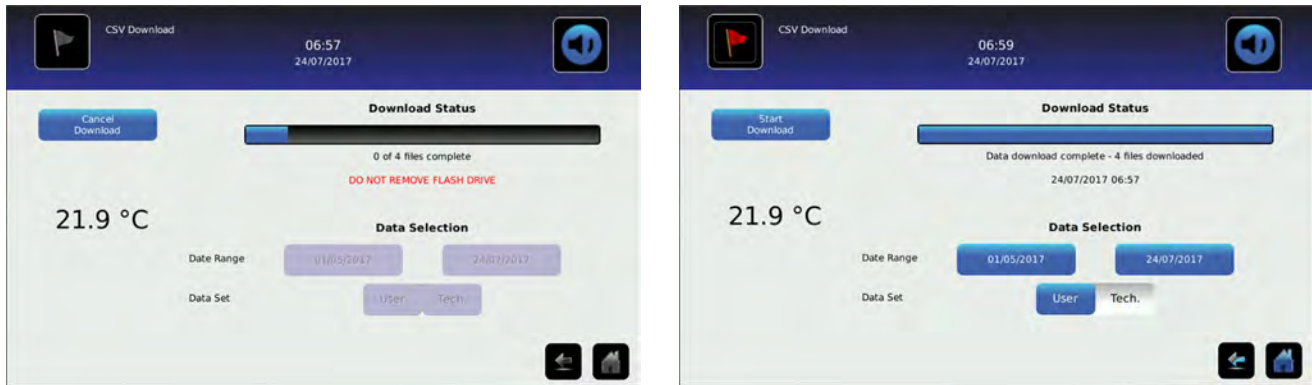 CSV Download
06:57
24/07/2017
Cancel
Download
Download Status
0 of 4 files complete
DO NOT REMOVE FLASH DRIVE
21.9 °C
Data Selection
Date Range
01/05/2017
24/07/2017
Data Set
User
Tech.
CSV Download
06:59
24/07/2017
Start
Download
Download Status
Data download complete - 4 files downloaded
24/07/2017 06:57
21.9 °C
Data Selection
Date Range
01/05/2017
24/07/2017
Data Set
User
Tech.